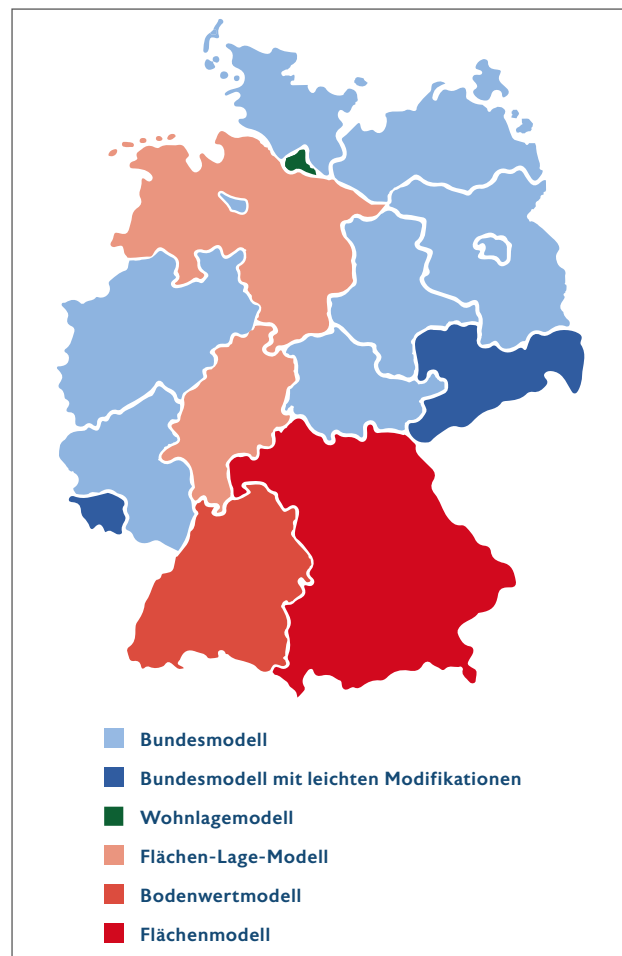 Bundesmodell
Bundesmodell mit leichten Modifikationen
Wohnlagemodell
Flächen-Lage-Modell
Bodenwertmodell
Flächenmodell